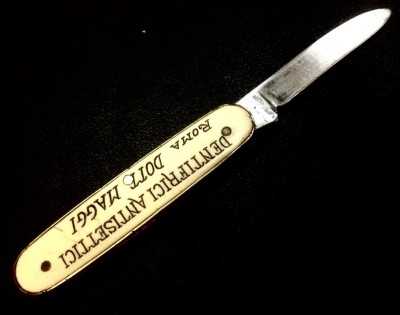 DENTIFRICI ANTISETTICI
DOTT. MAGGI
ROMA